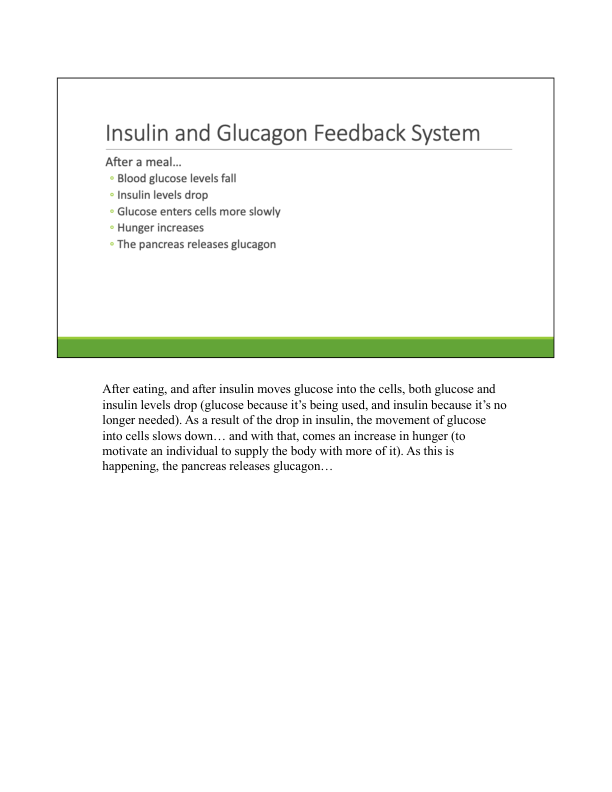 Insulin and Glucagon Feedback System
After a meal…
• Blood glucose levels fall
• Insulin levels drop
• Glucose enters cells more slowly
• Hunger increases
• The pancreas releases glucagon
After eating, and after insulin moves glucose into the cells, both glucose and
insulin levels drop (glucose because it’s being used, and insulin because it’s no
longer needed). As a result of the drop in insulin, the movement of glucose
into cells slows down… and with that, comes an increase in hunger (to
motivate an individual to supply the body with more of it). As this is
happening, the pancreas releases glucagon…